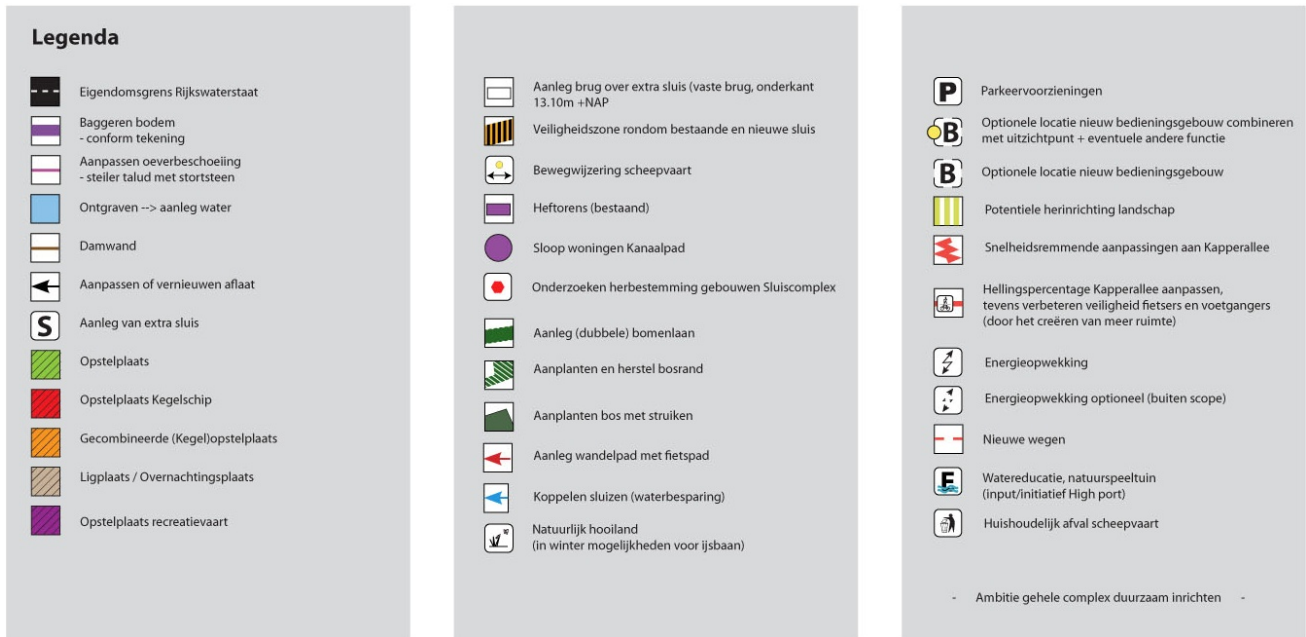 Legenda
Eigendomsgrens Rijkswaterstaat
Baggeren bodem
- conform tekening
Aanpassen oeverbeschoeiing
- steiler talud met stortsteen
Ontgraven --> aanleg water
Damwand
Aanpassen of vernieuwen aflaat
S
Aanleg van extra sluis
Opstelplaats
Opstelplaats Kegelschip
Gecombineerde (Kegel)opstelplaats
Ligplaats / Overnachtingsplaats
Opstelplaats recreatievaart
Aanleg brug over extra sluis (vaste brug, onderkant
13.10m +NAP
Veiligheidszone rondom bestaande en nieuwe sluis
Bewegwijzering scheepvaart
Heftorens (bestaand)
Sloop woningen Kanaalpad
Onderzoeken herbestemming gebouwen Sluiscomplex
Aanleg (dubbele) bomenlaan
Aanplanten en herstel bosrand
Aanplanten bos met struiken
Aanleg wandelpad met fietspad
Koppelen sluizen (waterbesparing)
Natuurlijk hooiland
(in winter mogelijkheden voor ijsbaan)
P
Parkeervoorzieningen
B
Optionele locatie nieuw bedieningsgebouw combineren
met uitzichtpunt + eventuele andere functie
B
Optionele locatie nieuw bedieningsgebouw
Potentiele herinrichting landschap
Snelheidsremmende aanpassingen aan Kapperallee
Hellingspercentage Kapperallee aanpassen,
tevens verbeteren veiligheid fietsers en voetgangers
(door het creëren van meer ruimte)
Energieopwekking
Energieopwekking optioneel (buiten scope)
Nieuwe wegen
E
Watereducatie, natuurspeeltuin
(input/initiatief High port)
Huishoudelijk afval scheepvaart
- Ambitie gehele complex duurzaam inrichten -